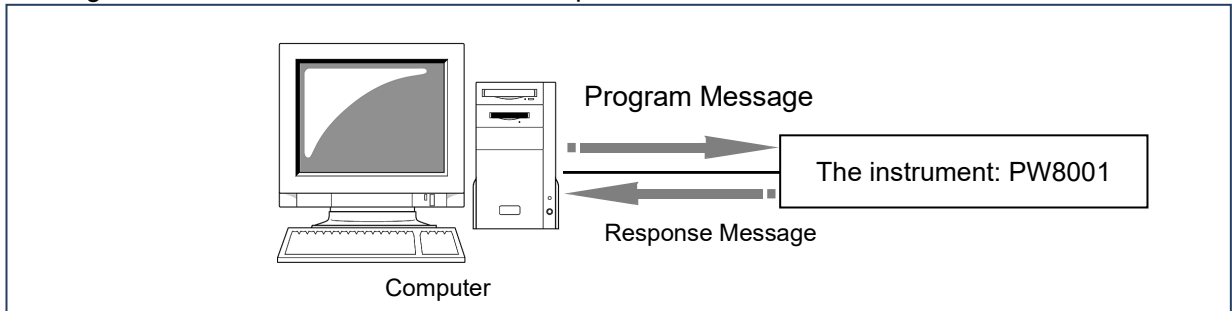 Program Message
The instrument: PW8001
Response Message
Computer